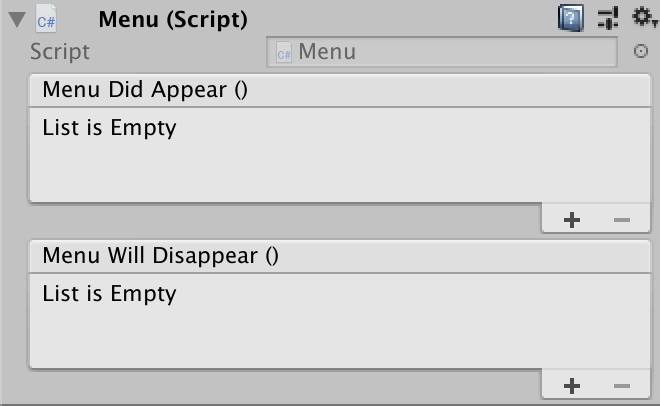 C# Menu (Script)
Script C# Menu
Menu Did Appear ()
List is Empty
Menu Will Disappear ()
List is Empty